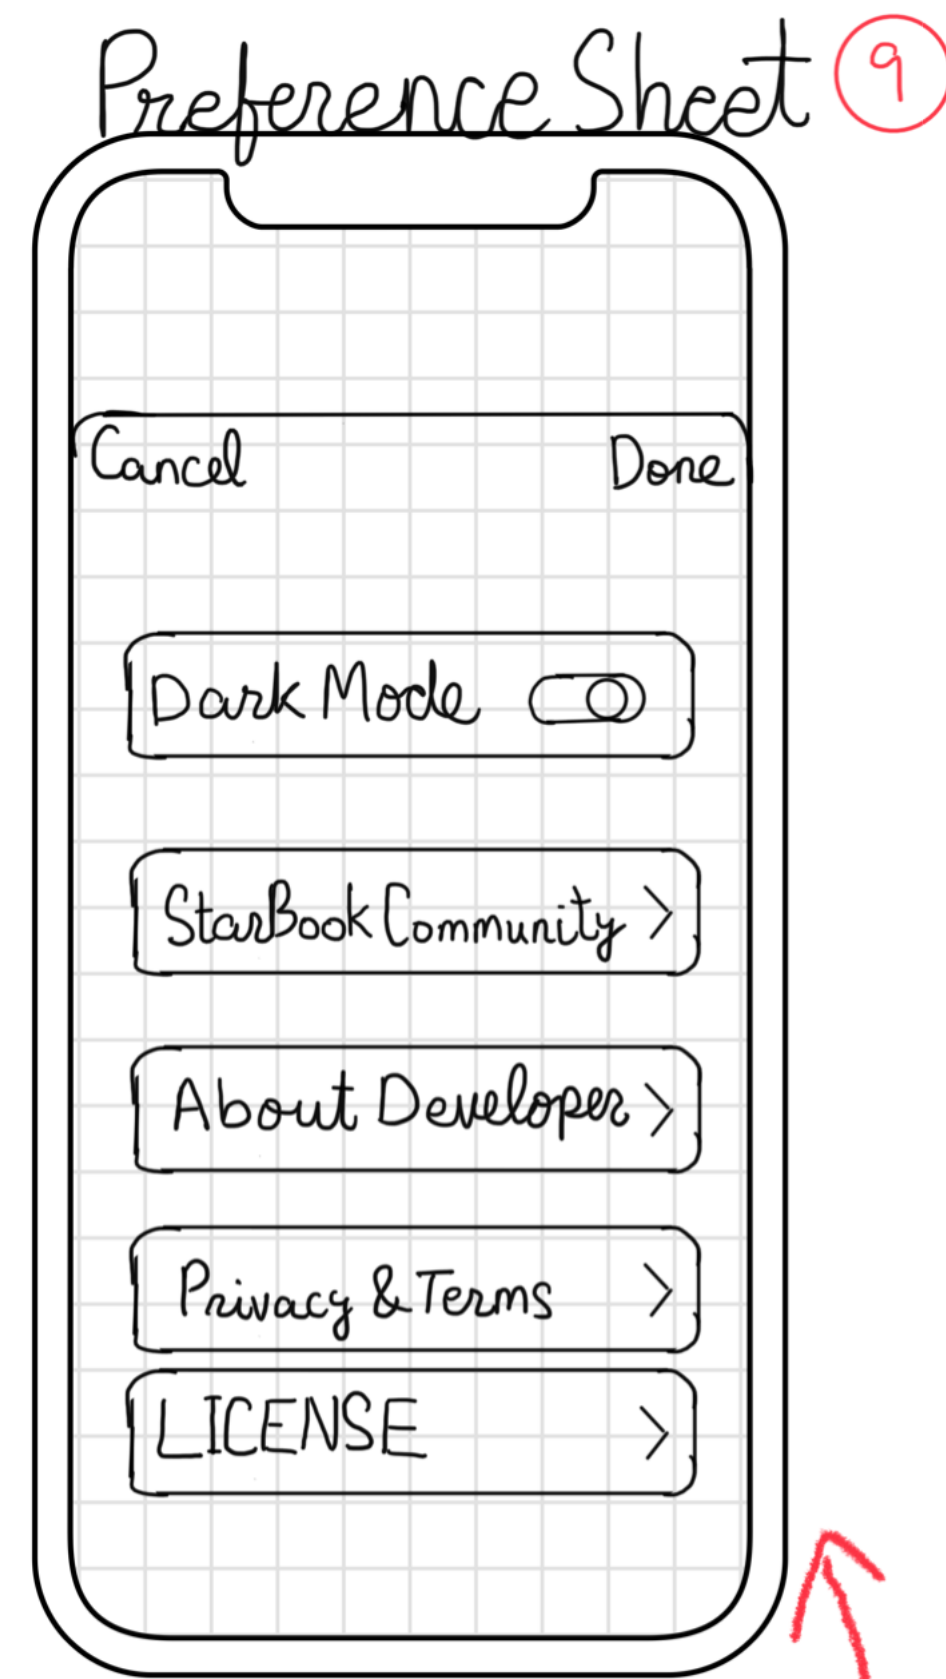 Preference Sheet 9
Cancel Done
Dark Mode
StarBook Community >
About Developer >
Privacy & Terms >
LICENSE >